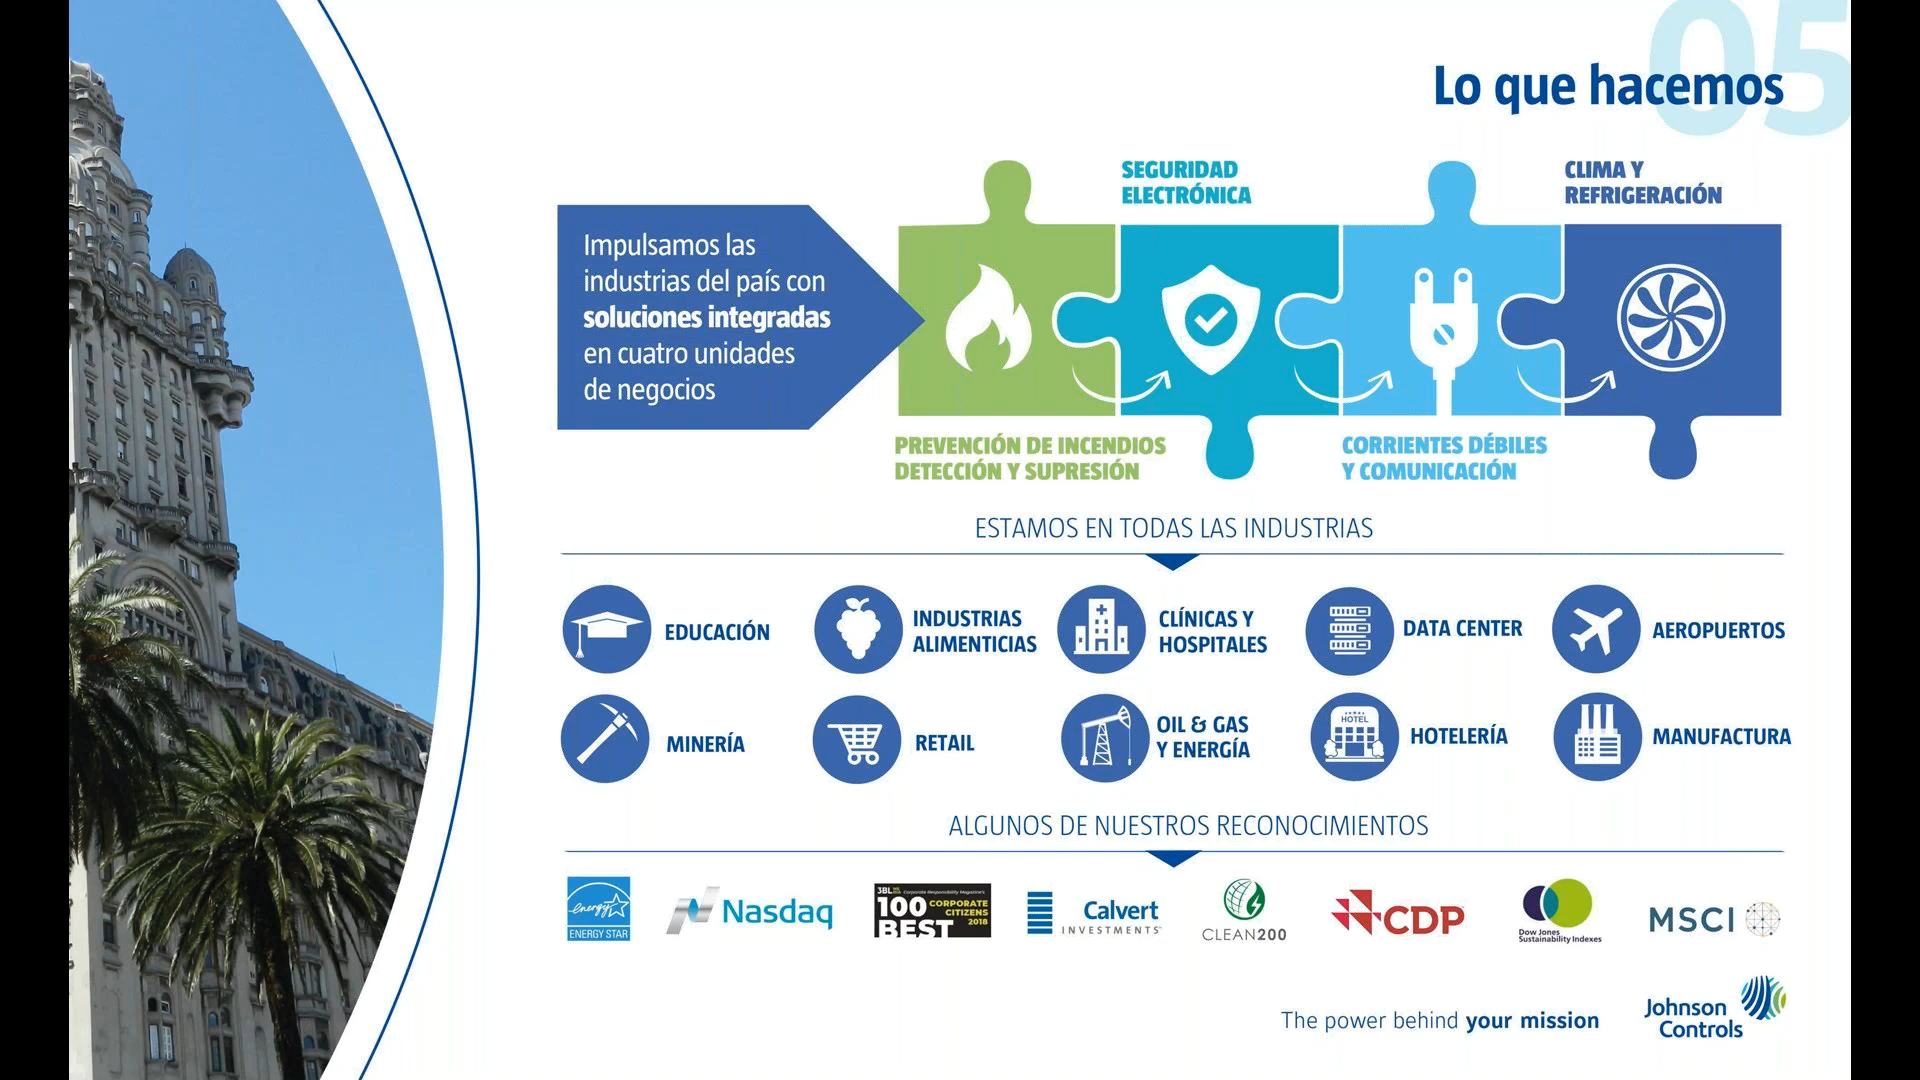 05
Lo que hacemos
Impulsamos las
industrias del país con
soluciones integradas
en cuatro unidades
de negocios
SEGURIDAD
ELECTRÓNICA
CLIMA Y
REFRIGERACIÓN
PREVENCIÓN DE INCENDIOS
DETECCIÓN Y SUPRESIÓN
CORRIENTES DÉBILES
Y COMUNICACIÓN
ESTAMOS EN TODAS LAS INDUSTRIAS
EDUCACIÓN
INDUSTRIAS
ALIMENTICIAS
CLÍNICAS Y
HOSPITALES
DATA CENTER
AEROPUERTOS
MINERÍA
RETAIL
OIL & GAS
Y ENERGÍA
HOTEL
HOTELERÍA
MANUFACTURA
ALGUNOS DE NUESTROS RECONOCIMIENTOS
energy
ENERGY STAR
Nasdaq
3BL Corporate Responsibility Magazine's
100 BEST
CORPORATE
CITIZENS
2018
Calvert
INVESTMENTS
CLEAN200
CDP
Dow Jones
Sustainability Indexes
MSCI
The power behind your mission
Johnson
Controls